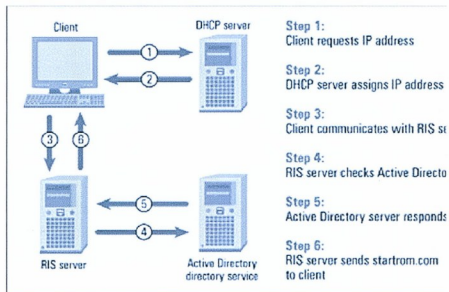 Client
DHCP server
1
2
3
6
5
4
RIS server
Active Directory
directory service
Step 1:
Client requests IP address
Step 2:
DHCP server assigns IP address
Step 3:
Client communicates with RIS se
Step 4:
RIS server checks Active Directo
Step 5:
Active Directory server responds
Step 6:
RIS server sends startrom.com
to client